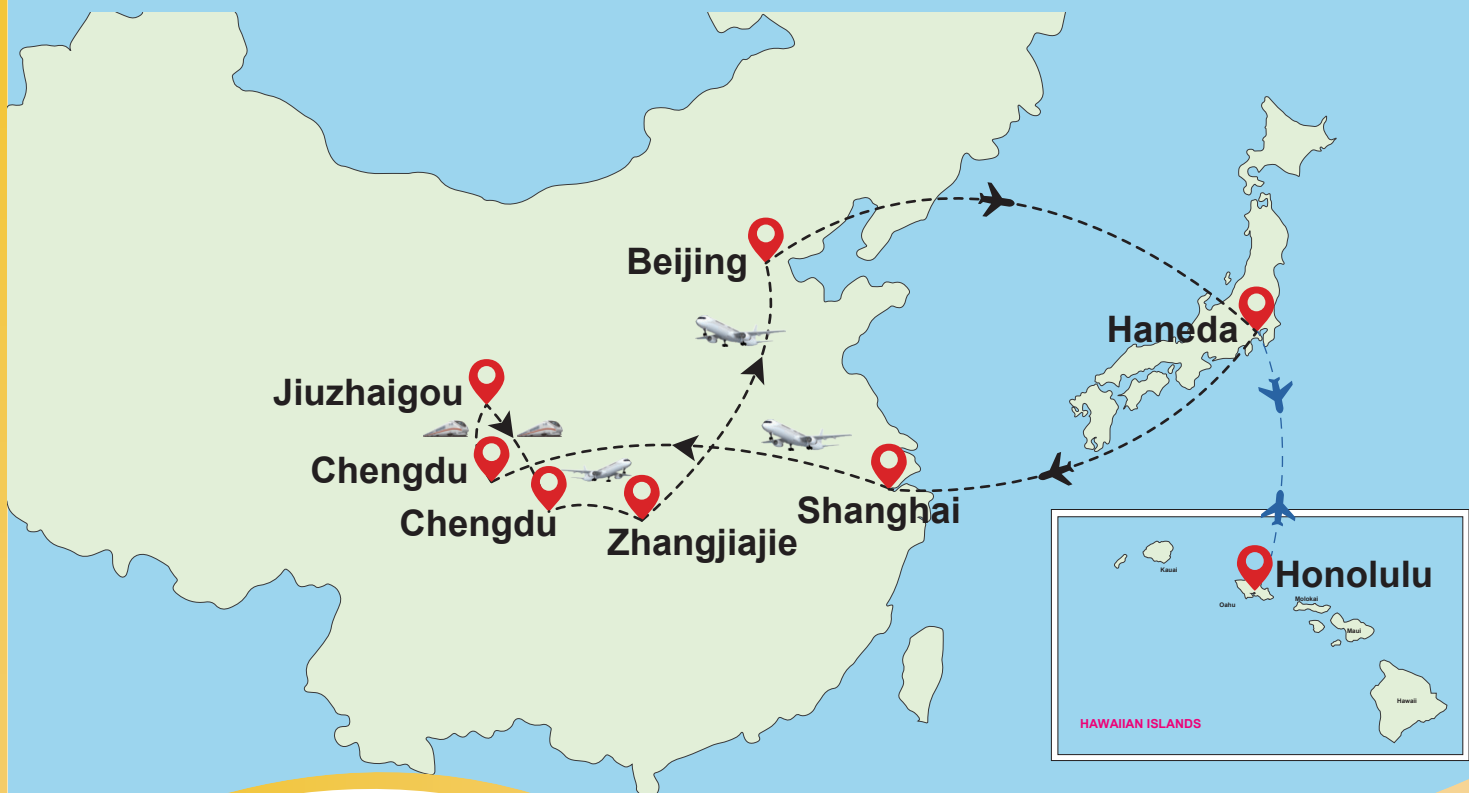 Beijing
Haneda
Jiuzhaigou
Chengdu
Chengdu
Shanghai
Zhangjiajie
Honolulu
Kauai
Oahu
Molokai
Maui
Hawaii
HAWAIIAN ISLANDS